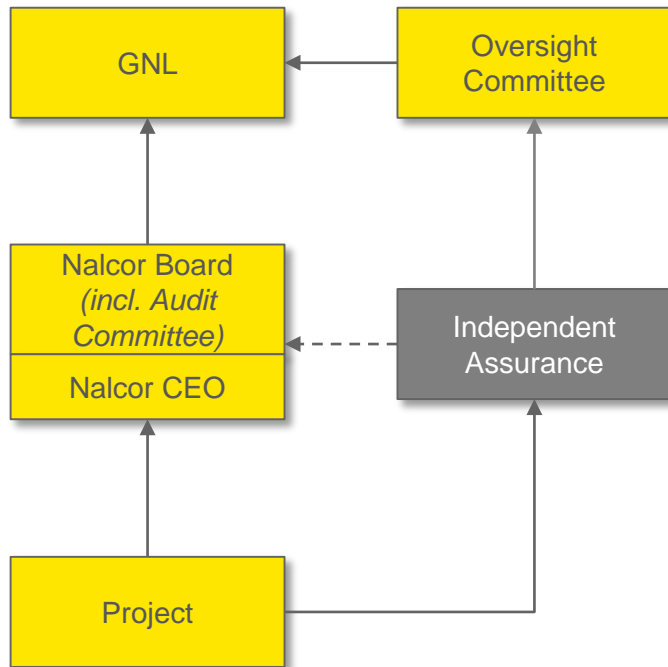 GNL
Oversight
Committee
Nalcor Board
(incl. Audit
Committee)
Nalcor CEO
Independent
Assurance
Project